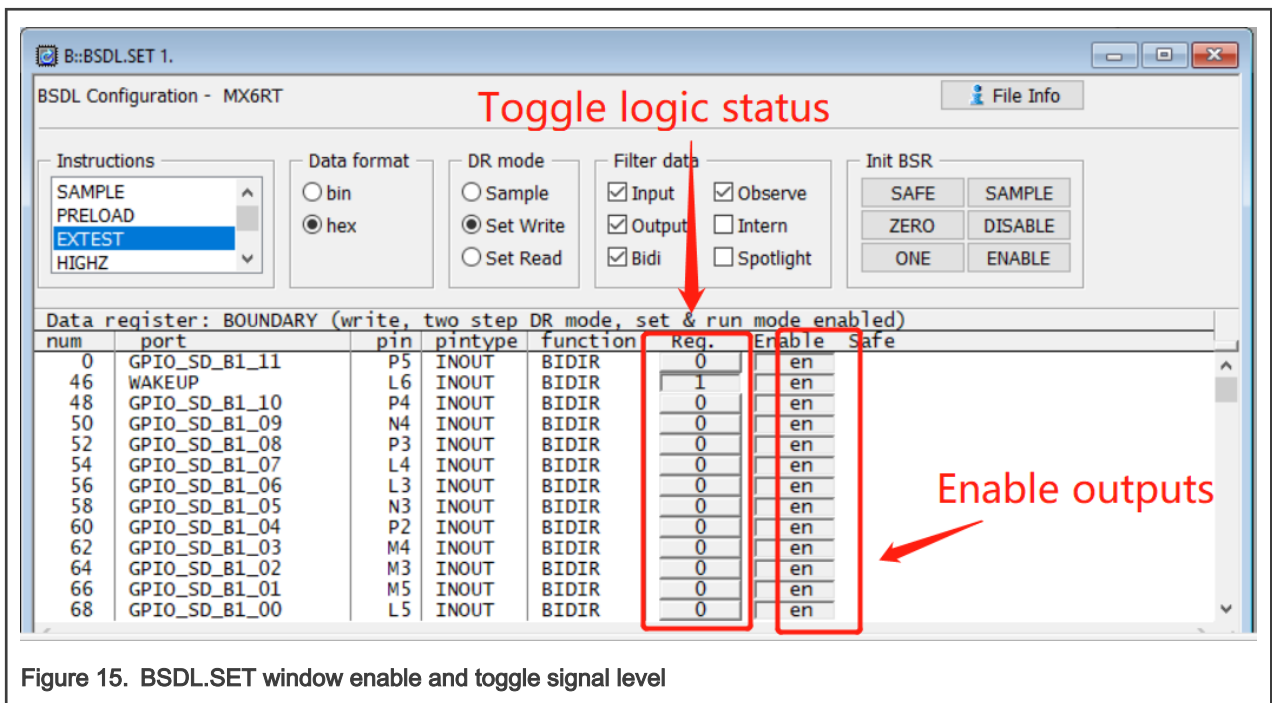 B::BSDL.SET 1.
BSDL Configuration - MX6RT
File Info
Toggle logic status
Instructions Data format DR mode Filter data Init BSR
SAMPLE bin Sample Input Observe SAFE SAMPLE
PRELOAD hex Set Write Output Intern ZERO DISABLE
EXTEST Set Read Bidi Spotlight ONE ENABLE
HIGHZ
Data register: BOUNDARY (write, two step DR mode, set & run mode enabled)
num port pin pintype function Reg. Enable Safe
0 GPIO_SD_B1_11 P5 INOUT BIDIR 0 en
46 WAKEUP L6 INOUT BIDIR 1 en
48 GPIO_SD_B1_10 P4 INOUT BIDIR 0 en
50 GPIO_SD_B1_09 N4 INOUT BIDIR 0 en
52 GPIO_SD_B1_08 P3 INOUT BIDIR 0 en
54 GPIO_SD_B1_07 L4 INOUT BIDIR 0 en
56 GPIO_SD_B1_06 L3 INOUT BIDIR 0 en
58 GPIO_SD_B1_05 N3 INOUT BIDIR 0 en
60 GPIO_SD_B1_04 P2 INOUT BIDIR 0 en
62 GPIO_SD_B1_03 M4 INOUT BIDIR 0 en
64 GPIO_SD_B1_02 M3 INOUT BIDIR 0 en
66 GPIO_SD_B1_01 M5 INOUT BIDIR 0 en
68 GPIO_SD_B1_00 L5 INOUT BIDIR 0 en
Enable outputs
Figure 15. BSDL.SET window enable and toggle signal level